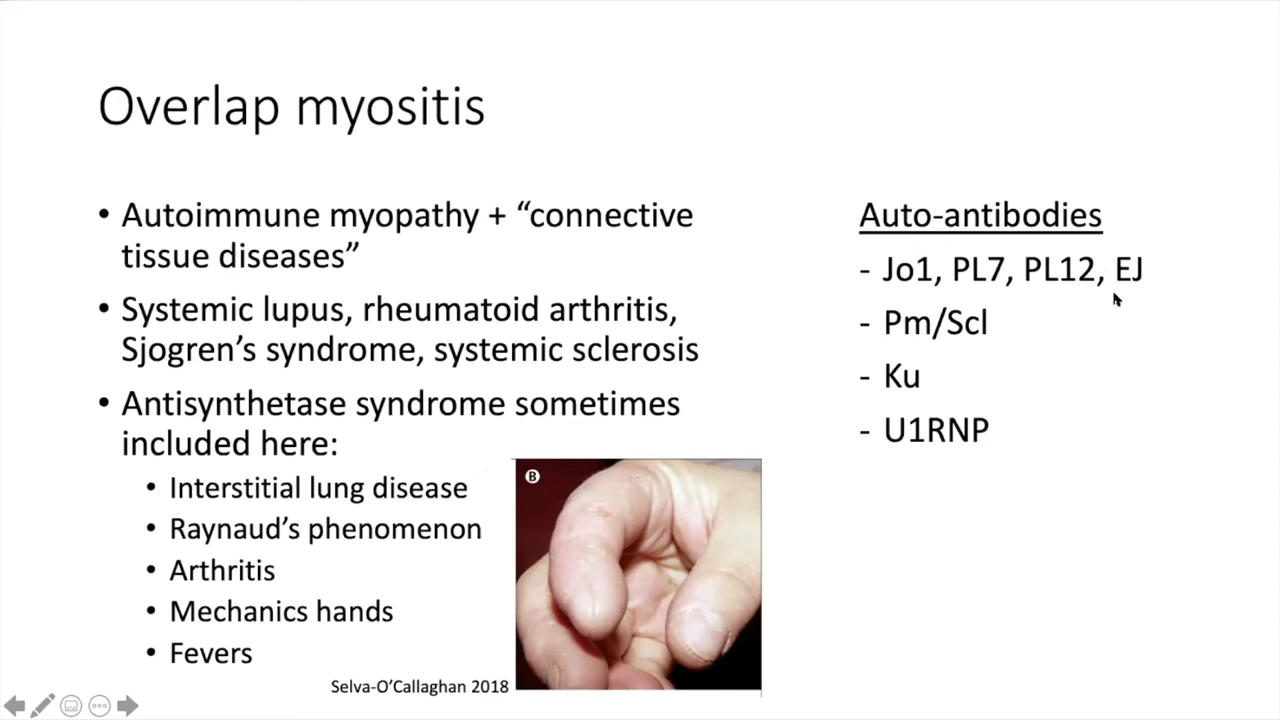 Overlap myositis
• Autoimmune myopathy + “connective
tissue diseases”
• Systemic lupus, rheumatoid arthritis,
Sjogren’s syndrome, systemic sclerosis
• Antisynthetase syndrome sometimes
included here:
• Interstitial lung disease
• Raynaud’s phenomenon
• Arthritis
• Mechanics hands
• Fevers
Selva-O’Callaghan 2018
B
Auto-antibodies
- Jo1, PL7, PL12, EJ
- Pm/Scl
- Ku
- U1RNP